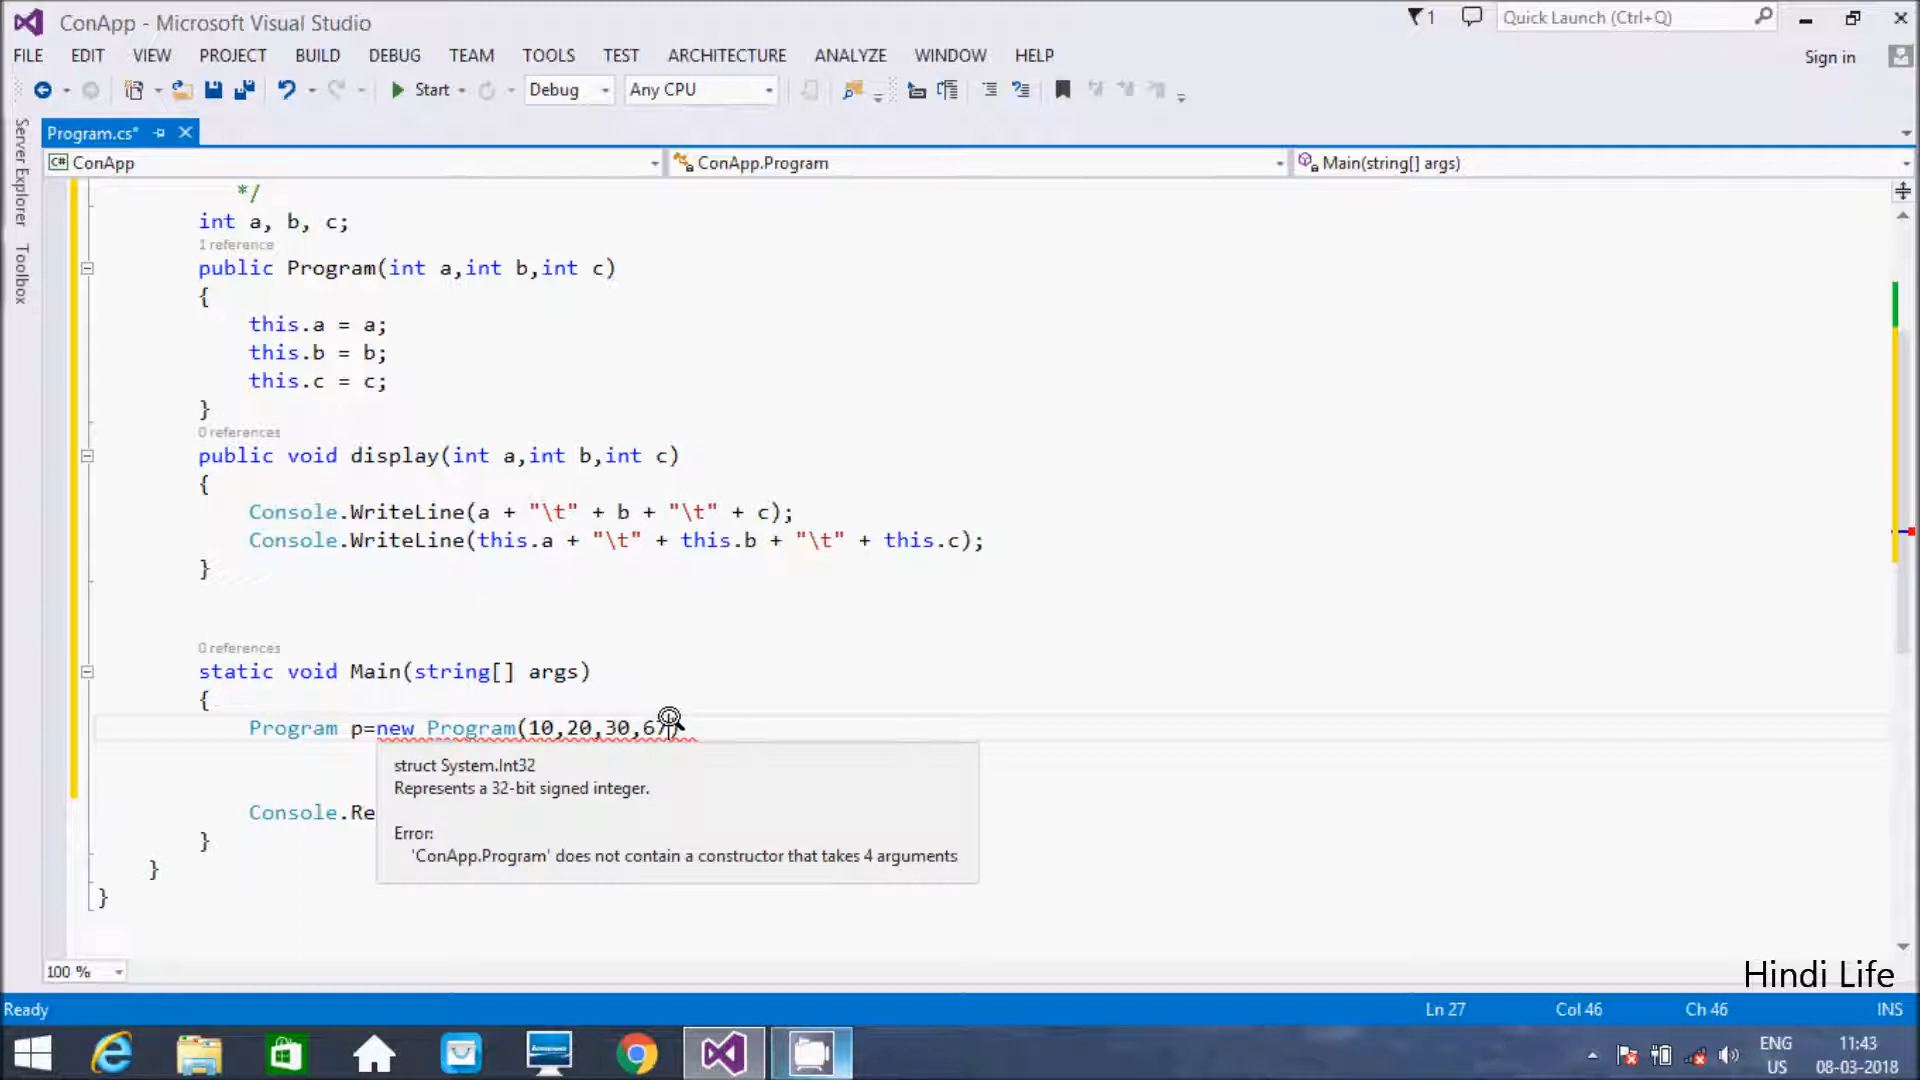 ConApp - Microsoft Visual Studio
1
Quick Launch (Ctrl+Q)
FILE EDIT VIEW PROJECT BUILD DEBUG TEAM TOOLS TEST ARCHITECTURE ANALYZE WINDOW HELP
Sign in
Start Debug Any CPU
Server Explorer
Toolbox
Program.cs*
C# ConApp
ConApp.Program
Main(string[] args)
*/
int a, b, c;
1 reference
public Program(int a,int b,int c)
{
this.a = a;
this.b = b;
this.c = c;
}
0 references
public void display(int a,int b,int c)
{
Console.WriteLine(a + "\t" + b + "\t" + c);
Console.WriteLine(this.a + "\t" + this.b + "\t" + this.c);
}
0 references
static void Main(string[] args)
{
Program p=new Program(10,20,30,67)
struct System.Int32
Represents a 32-bit signed integer.
Console.Re
Error:
'ConApp.Program' does not contain a constructor that takes 4 arguments
}
}
}
100 %
Hindi Life
Ready
Ln 27
Col 46
Ch 46
INS
ENG
US
11:43
08-03-2018